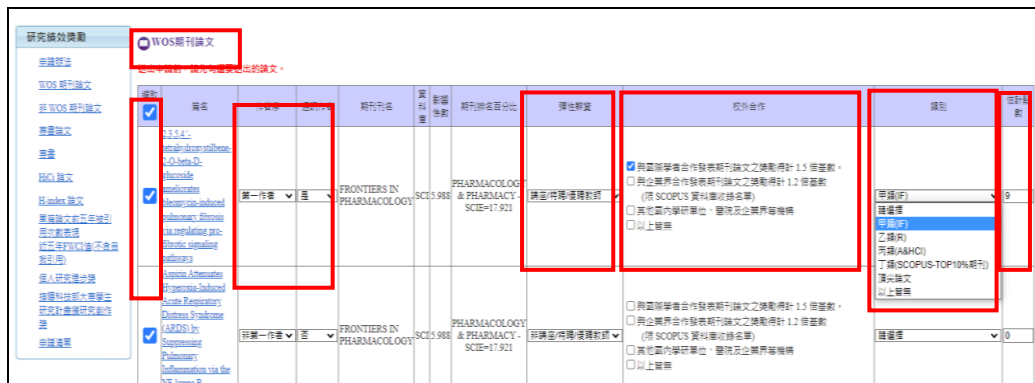 研究績效獎勵
申請辦法
WOS 期刊論文
非 WOS 期刊論文
專書論文
專書
HiCi 論文
H-index 論文
單篇論文前五年被引
用次數表現
近五年FWCI值(不含自
我引用)
個人研究進步獎
指導科技部大專學生
研究計畫獲研究創作
獎
申請清單
WOS期刊論文
選取
篇名
作者序
通訊作者
期刊刊名
資
料
庫
影響
係數
期刊排名百分比
彈性薪資
校外合作
類別
估計點
數
2,3,5,4'-
tetrahydroxystilbene-
2-O-beta-D-
glucoside
ameliorates
bleomycin-induced
pulmonary fibrosis
via regulating pro-
fibrotic signaling
pathways
第一作者
是
FRONTIERS IN
PHARMACOLOGY
SCI
5.988
PHARMACOLOGY
& PHARMACY -
SCIE=17.921
講座/特聘/優聘教師
與國際學者合作發表期刊論文之獎勵得計 1.5 倍基數。
與企業界合作發表期刊論文之獎勵得計 1.2 倍基數
(限 SCOPUS 資料庫收錄名單)
其他國內學研單位、醫院及企業界等機構
以上皆無
甲類(IF)
請選擇
甲類(IF)
乙類(R)
丙類(A&HCI)
丁類(SCOPUS-TOP10%期刊)
頂尖論文
以上皆無
9
Aspirin Attenuates
Hyperoxia-Induced
Acute Respiratory
Distress Syndrome
(ARDS) by
Suppressing
Pulmonary
Inflammation via the
非第一作者
否
FRONTIERS IN
PHARMACOLOGY
SCI
5.988
PHARMACOLOGY
& PHARMACY -
SCIE=17.921
非講座/特聘/優聘教師
與國際學者合作發表期刊論文之獎勵得計 1.5 倍基數。
與企業界合作發表期刊論文之獎勵得計 1.2 倍基數
(限 SCOPUS 資料庫收錄名單)
其他國內學研單位、醫院及企業界等機構
以上皆無
請選擇
0